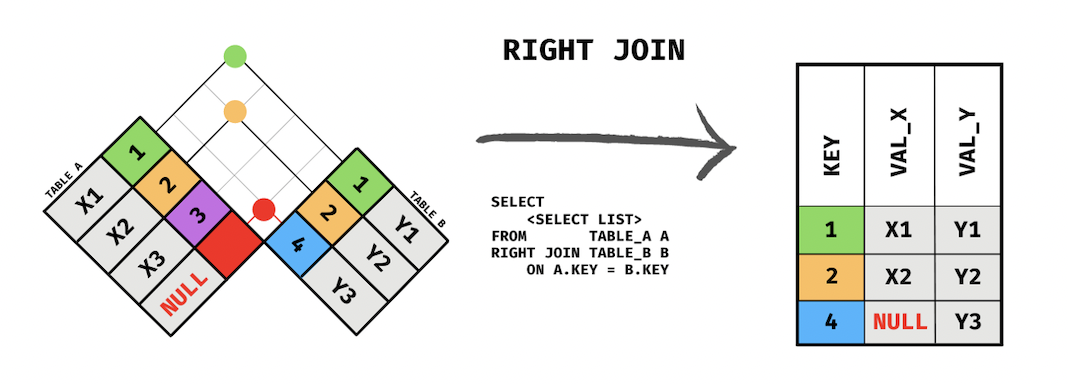 RIGHT JOIN
TABLE A
1
X1
2
X2
3
X3
NULL
TABLE B
1
Y1
2
Y2
4
Y3
SELECT
<SELECT LIST>
FROM TABLE_A A
RIGHT JOIN TABLE_B B
ON A.KEY = B.KEY
KEY VAL_X VAL_Y
1 X1 Y1
2 X2 Y2
4 NULL Y3